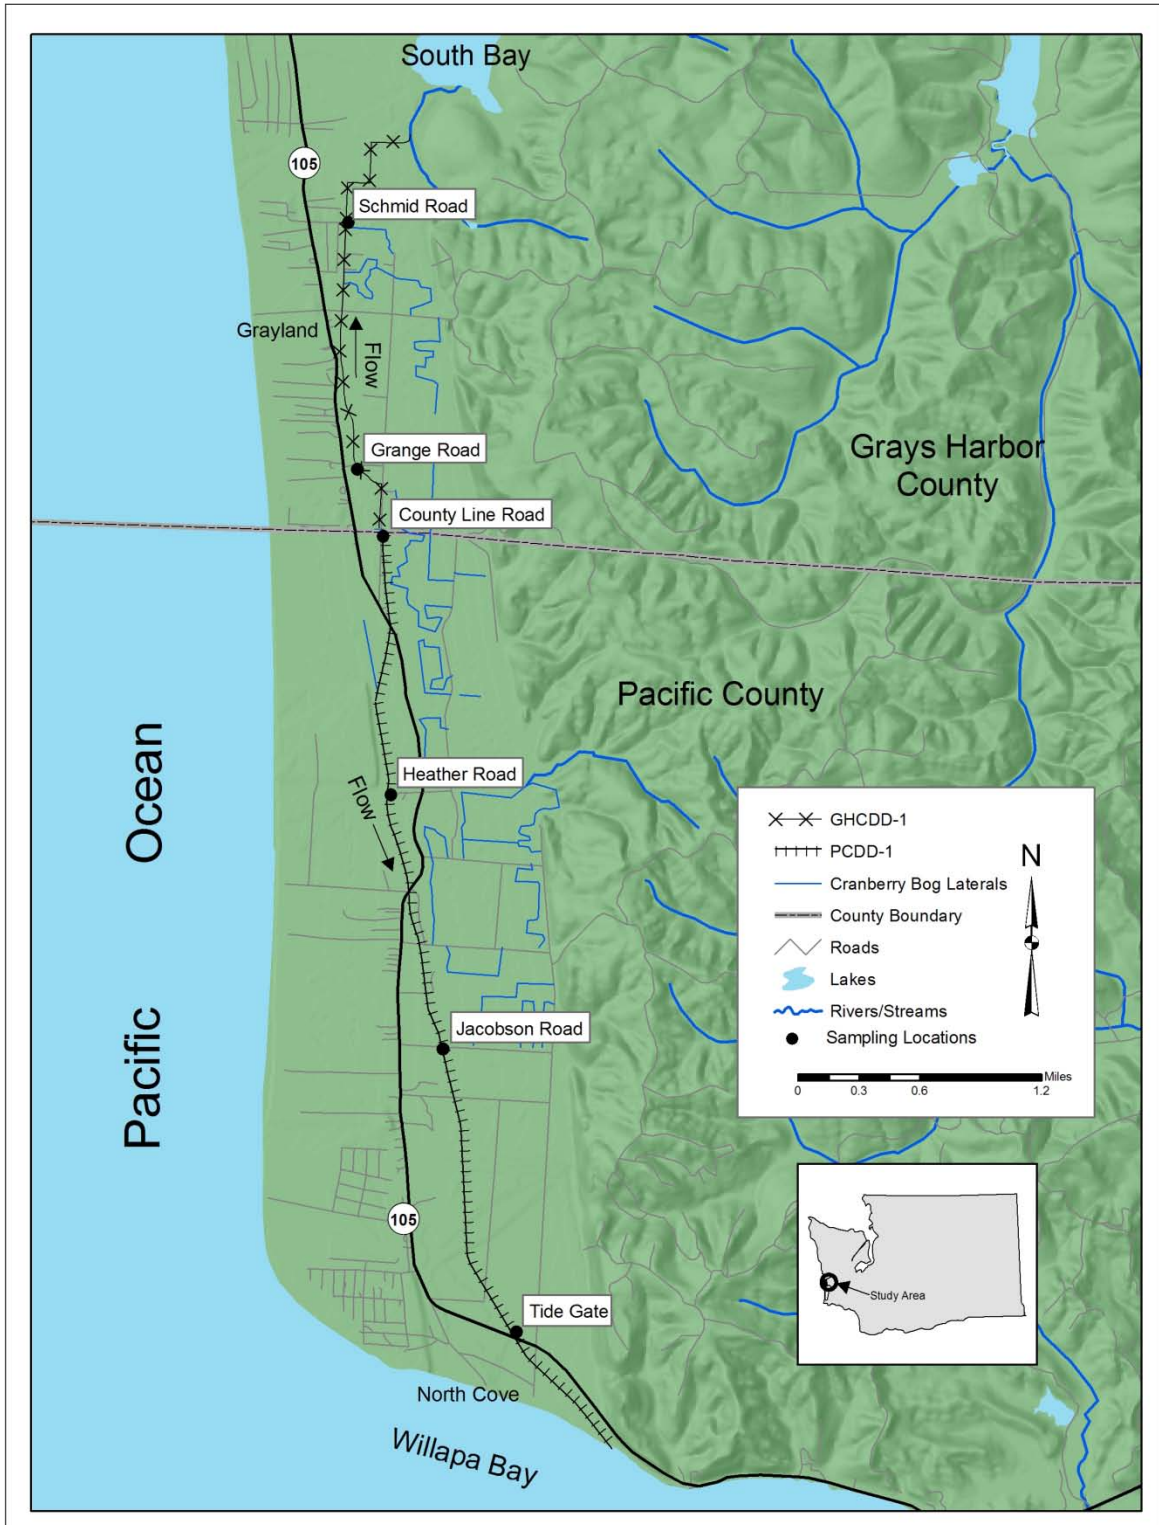 South Bay
105
Schmid Road
Grayland
Flow
Grange Road
Grays Harbor
County
County Line Road
Pacific County
Pacific Ocean
Heather Road
Flow
GHCDD-1
PCDD-1
Cranberry Bog Laterals
County Boundary
Roads
Lakes
Rivers/Streams
Sampling Locations
N
Miles
0 0.3 0.6 1.2
Jacobson Road
105
Study Area
Tide Gate
North Cove
Willapa Bay